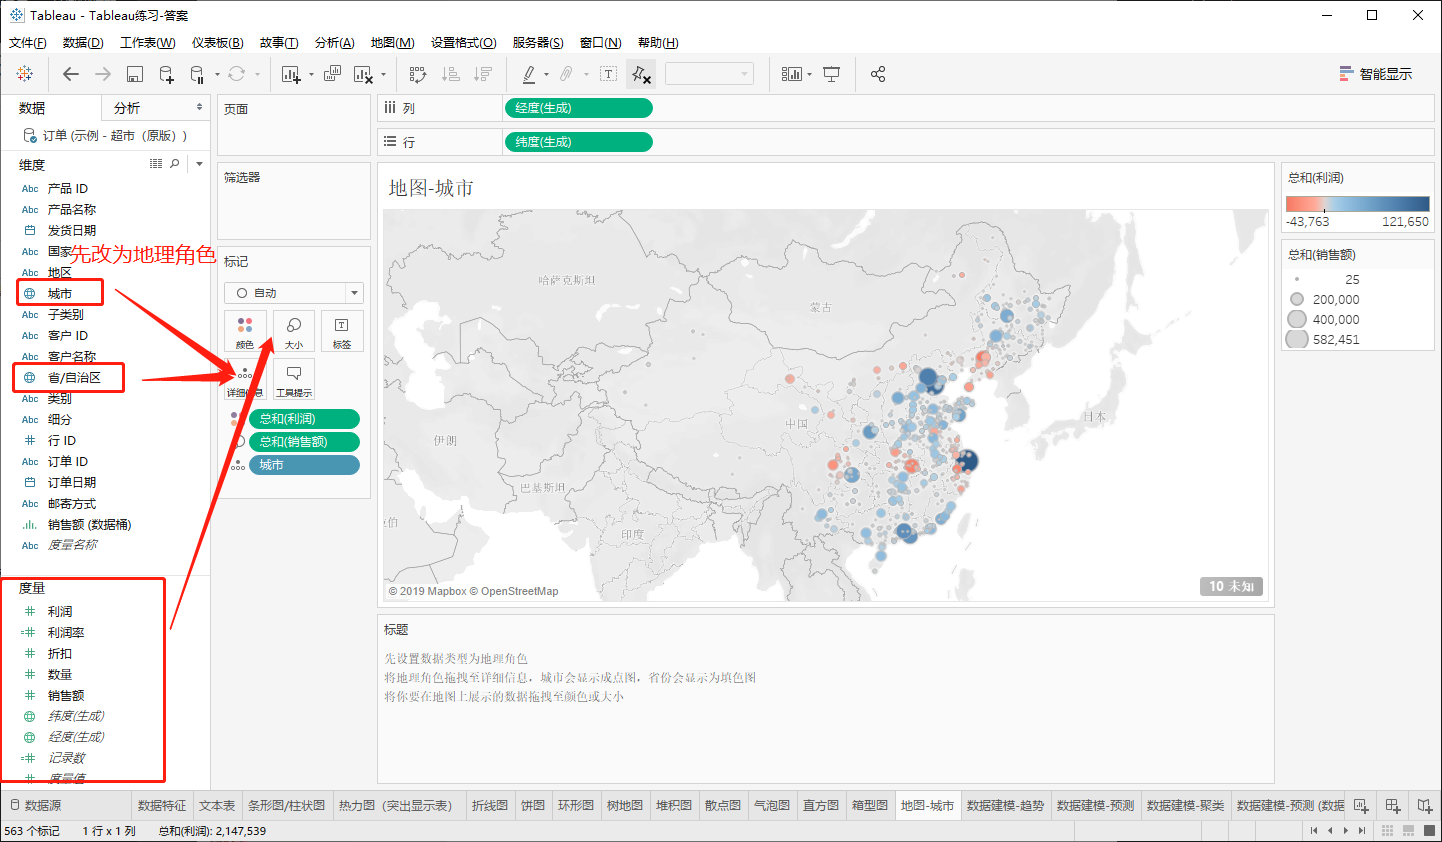 Tableau - Tableau练习-答案
文件(F) 数据(D) 工作表(W) 仪表板(B) 故事(T) 分析(A) 地图(M) 设置格式(O) 服务器(S) 窗口(N) 帮助(H)
智能显示
数据 分析
订单 (示例 - 超市（原版）)
维度
Abc 产品 ID
Abc 产品名称
发货日期
Abc 国家
先改为地理角色
Abc 地区
城市
Abc 子类别
Abc 客户 ID
Abc 客户名称
省/自治区
Abc 类别
Abc 细分
行 ID
Abc 订单 ID
订单日期
Abc 邮寄方式
销售额 (数据桶)
Abc 度量名称
度量
利润
利润率
折扣
数量
销售额
纬度(生成)
经度(生成)
记录数
度量值
页面
筛选器
标记
自动
颜色 大小 标签
详细信息 工具提示
总和(利润)
总和(销售额)
城市
列 经度(生成)
行 纬度(生成)
地图-城市
哈萨克斯坦
蒙古
日本
中国
伊朗
巴基斯坦
印度
伯
© 2019 Mapbox © OpenStreetMap
10 未知
标题
先设置数据类型为地理角色
将地理角色拖拽至详细信息，城市会显示成点图，省份会显示为填色图
将你要在地图上展示的数据拖拽至颜色或大小
总和(利润)
-43,763 121,650
总和(销售额)
25
200,000
400,000
582,451
数据源 数据特征 文本表 条形图/柱状图 热力图（突出显示表） 折线图 饼图 环形图 树地图 堆积图 散点图 气泡图 直方图 箱型图 地图-城市 数据建模-趋势 数据建模-预测 数据建模-聚类 数据建模-预测 (数据
563 个标记 1 行 x 1 列 总和(利润): 2,147,539